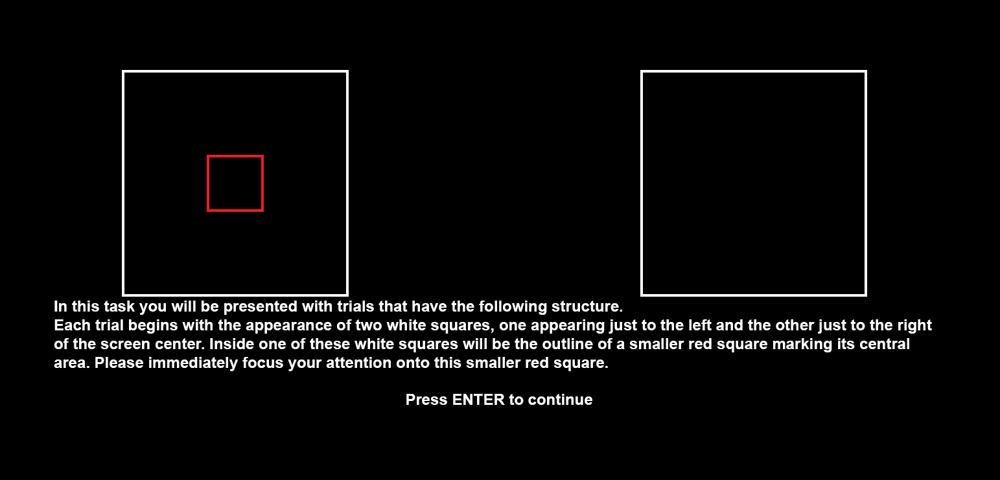 In this task you will be presented with trials that have the following structure.
Each trial begins with the appearance of two white squares, one appearing just to the left and the other just to the right
of the screen center. Inside one of these white squares will be the outline of a smaller red square marking its central
area. Please immediately focus your attention onto this smaller red square.
Press ENTER to continue